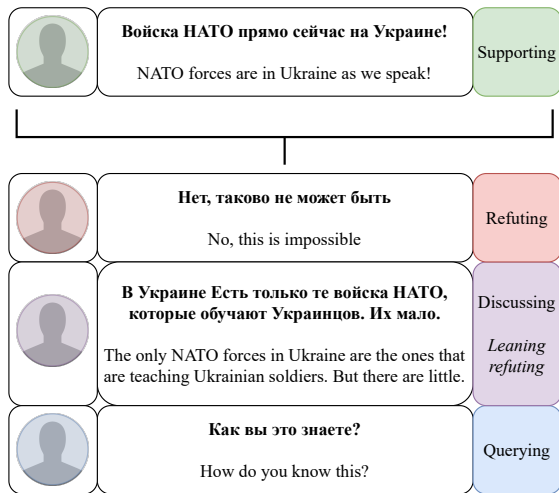 Войска НАТО прямо сейчас на Украине!
NATO forces are in Ukraine as we speak!
Supporting
Нет, таково не может быть
No, this is impossible
Refuting
В Украине Есть только те войска НАТО,
которые обучают Украинцов. Их мало.
The only NATO forces in Ukraine are the ones that
are teaching Ukrainian soldiers. But there are little.
Discussing
Leaning
refuting
Как вы это знаете?
How do you know this?
Querying